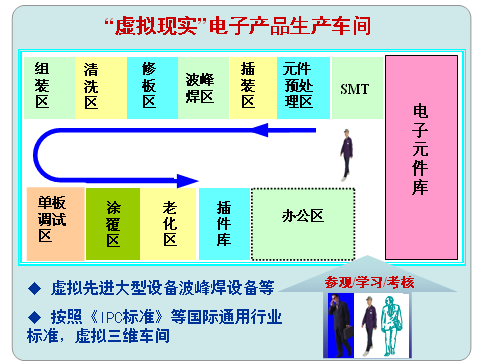 “虚拟现实”电子产品生产车间
组装区
清洗区
修板区
波峰焊区
插装区
元件预处理区
SMT
电子元件库
单板调试区
涂覆区
老化区
插件库
办公区
参观/学习/考核
◆ 虚拟先进大型设备波峰焊设备等
◆ 按照《IPC标准》等国际通用行业
标准，虚拟三维车间